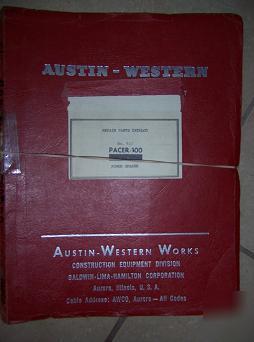 AUSTIN - WESTERN
REPAIR PARTS CATALOG
No.
PACER-100
POWER GRADER
AUSTIN-WESTERN WORKS
CONSTRUCTION EQUIPMENT DIVISION
BALDWIN-LIMA-HAMILTON CORPORATION
Aurora, Illinois, U. S. A.
Cable Address: AWCO, Aurora — All Codes